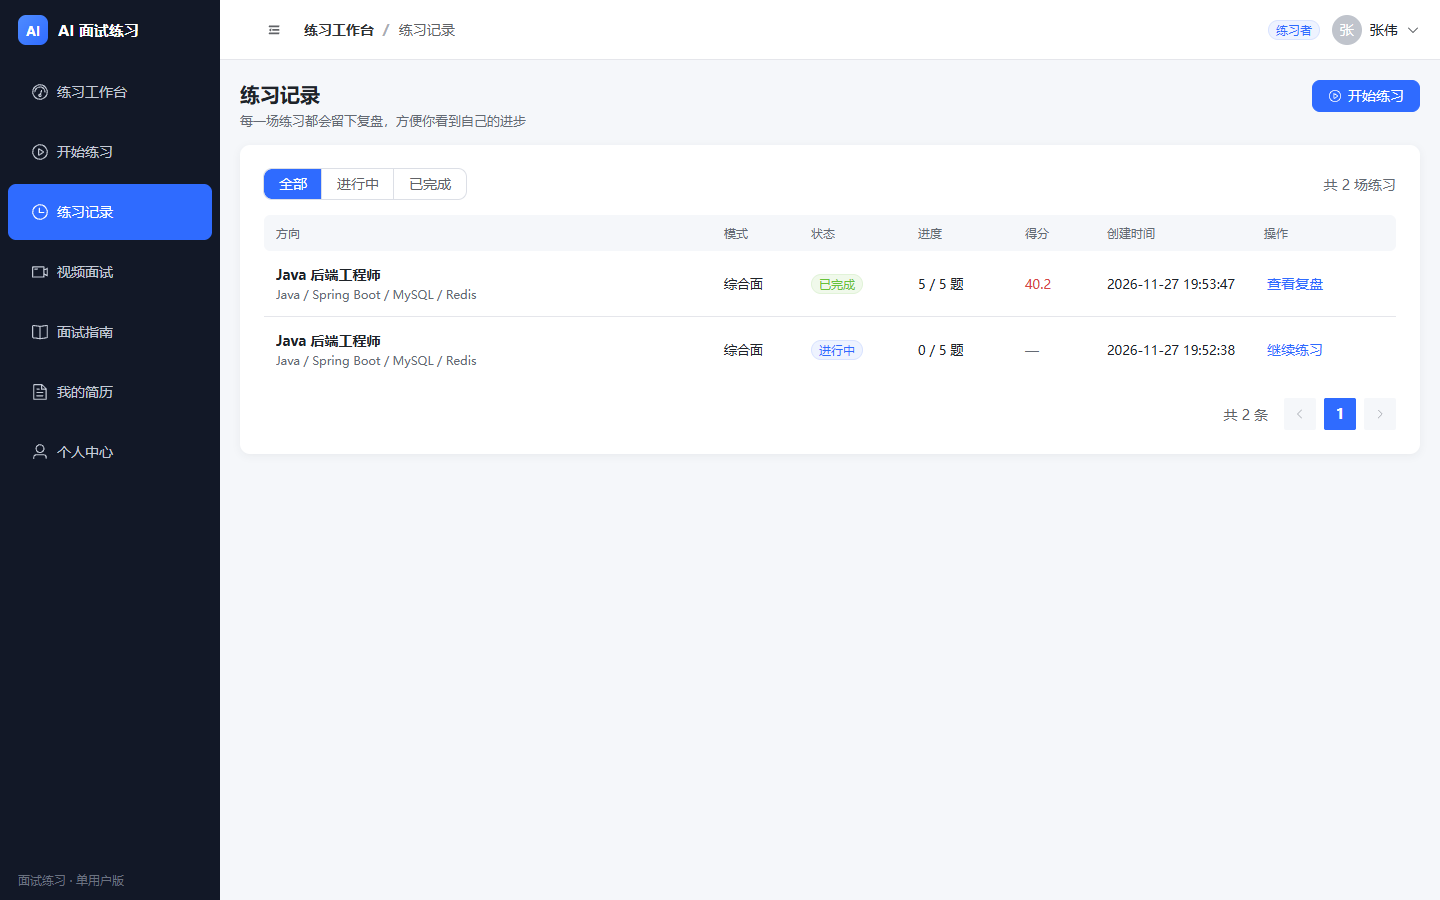 AI AI 面试练习
练习工作台
开始练习
练习记录
视频面试
面试指南
我的简历
个人中心
面试练习 · 单用户版
练习工作台 / 练习记录
练习者 张 张伟
练习记录
每一场练习都会留下复盘，方便你看到自己的进步
开始练习
全部 进行中 已完成
共 2 场练习
方向 模式 状态 进度 得分 创建时间 操作
Java 后端工程师
Java / Spring Boot / MySQL / Redis
综合面 已完成 5 / 5 题 40.2 2026-11-27 19:53:47 查看复盘
Java 后端工程师
Java / Spring Boot / MySQL / Redis
综合面 进行中 0 / 5 题 — 2026-11-27 19:52:38 继续练习
共 2 条 1